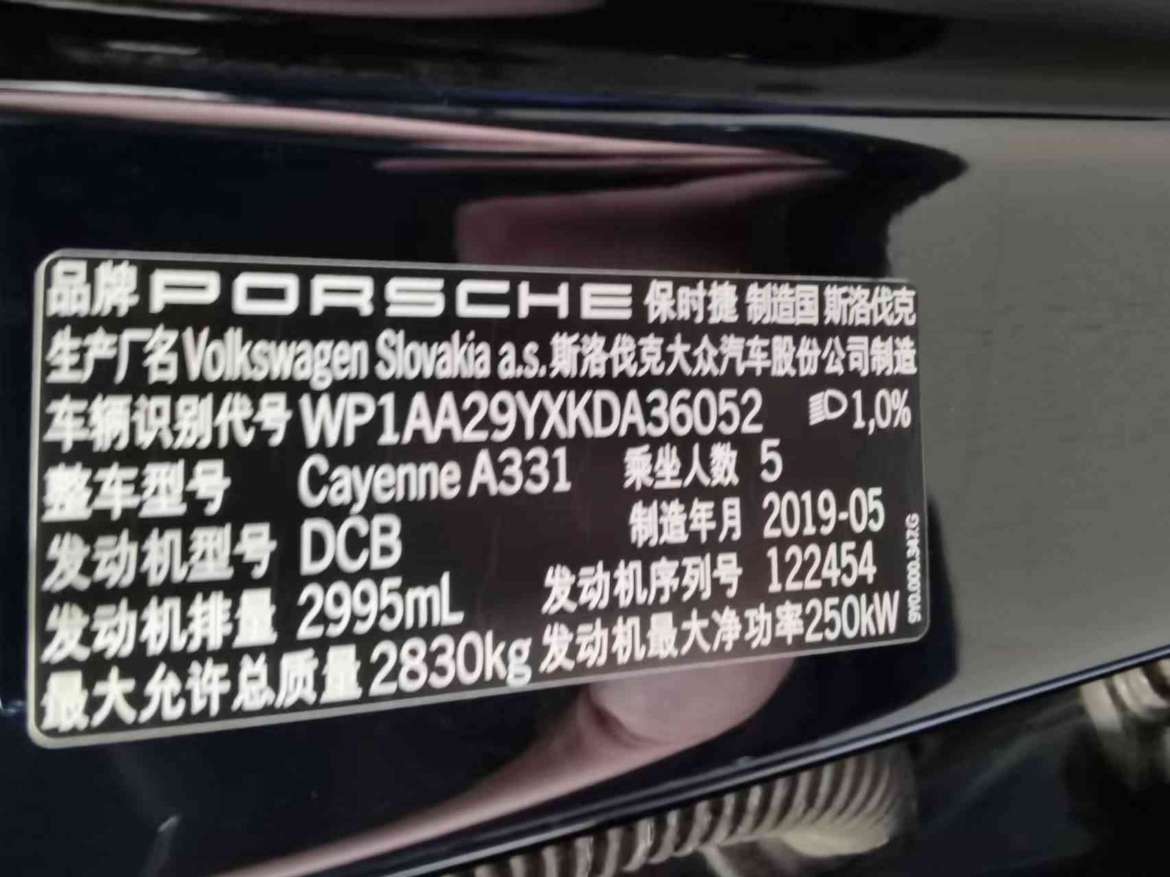 品牌 PORSCHE 保时捷 制造国 斯洛伐克
生产厂名 Volkswagen Slovakia a.s. 斯洛伐克大众汽车股份公司制造
车辆识别代号 WP1AA29YXKDA36052 1,0%
整车型号 Cayenne A331 乘坐人数 5
发动机型号 DCB 制造年月 2019-05
发动机排量 2995mL 发动机序列号 122454
最大允许总质量 2830kg 发动机最大净功率 250kW
9Y0.000.347.G